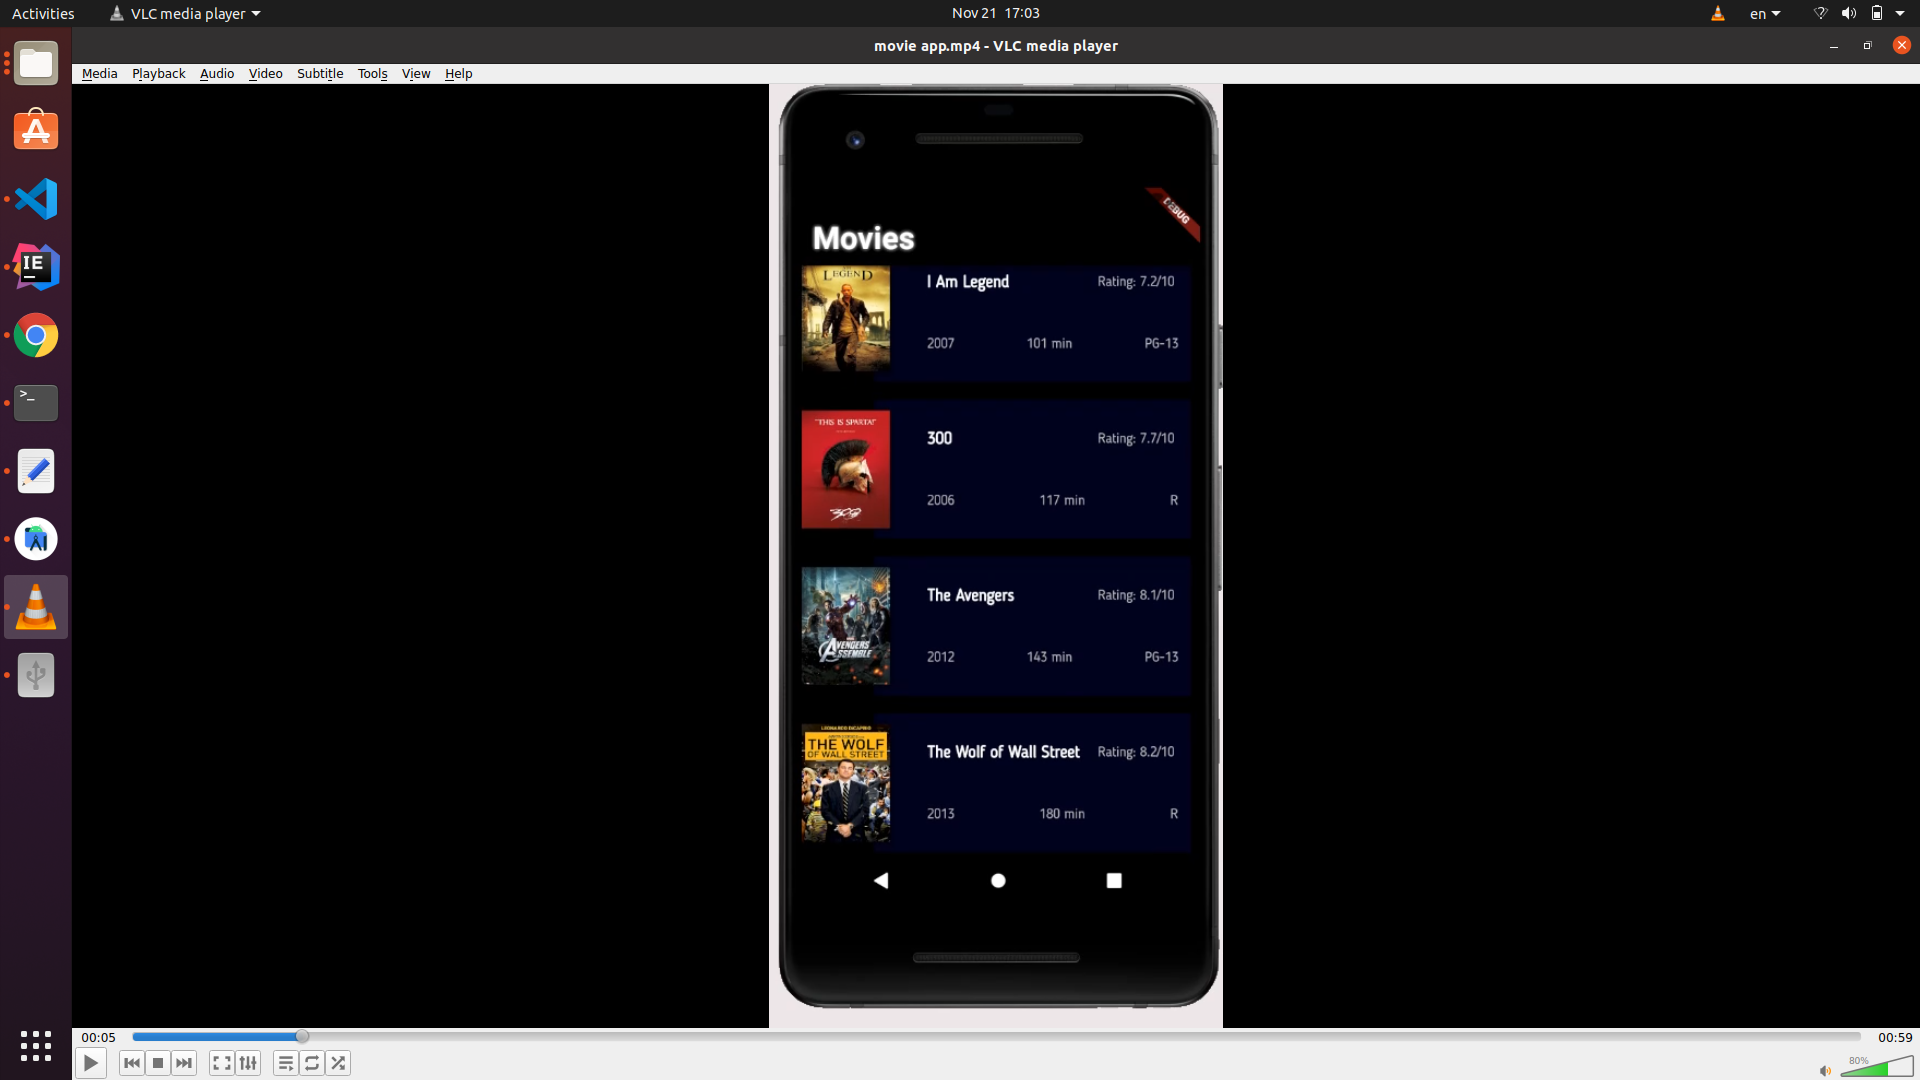 Activities
VLC media player
Nov 21 17:03
en
movie app.mp4 - VLC media player
Media Playback Audio Video Subtitle Tools View Help
DEBUG
Movies
LEGEND
I Am Legend
Rating: 7.2/10
2007
101 min
PG-13
"THIS IS SPARTA!"
300
300
Rating: 7.7/10
2006
117 min
R
AVENGERS
ASSEMBLE
The Avengers
Rating: 8.1/10
2012
143 min
PG-13
LEONARDO DICAPRIO
THE WOLF
OF WALL STREET
The Wolf of Wall Street
Rating: 8.2/10
2013
180 min
R
IE
>_
00:05
00:59
80%